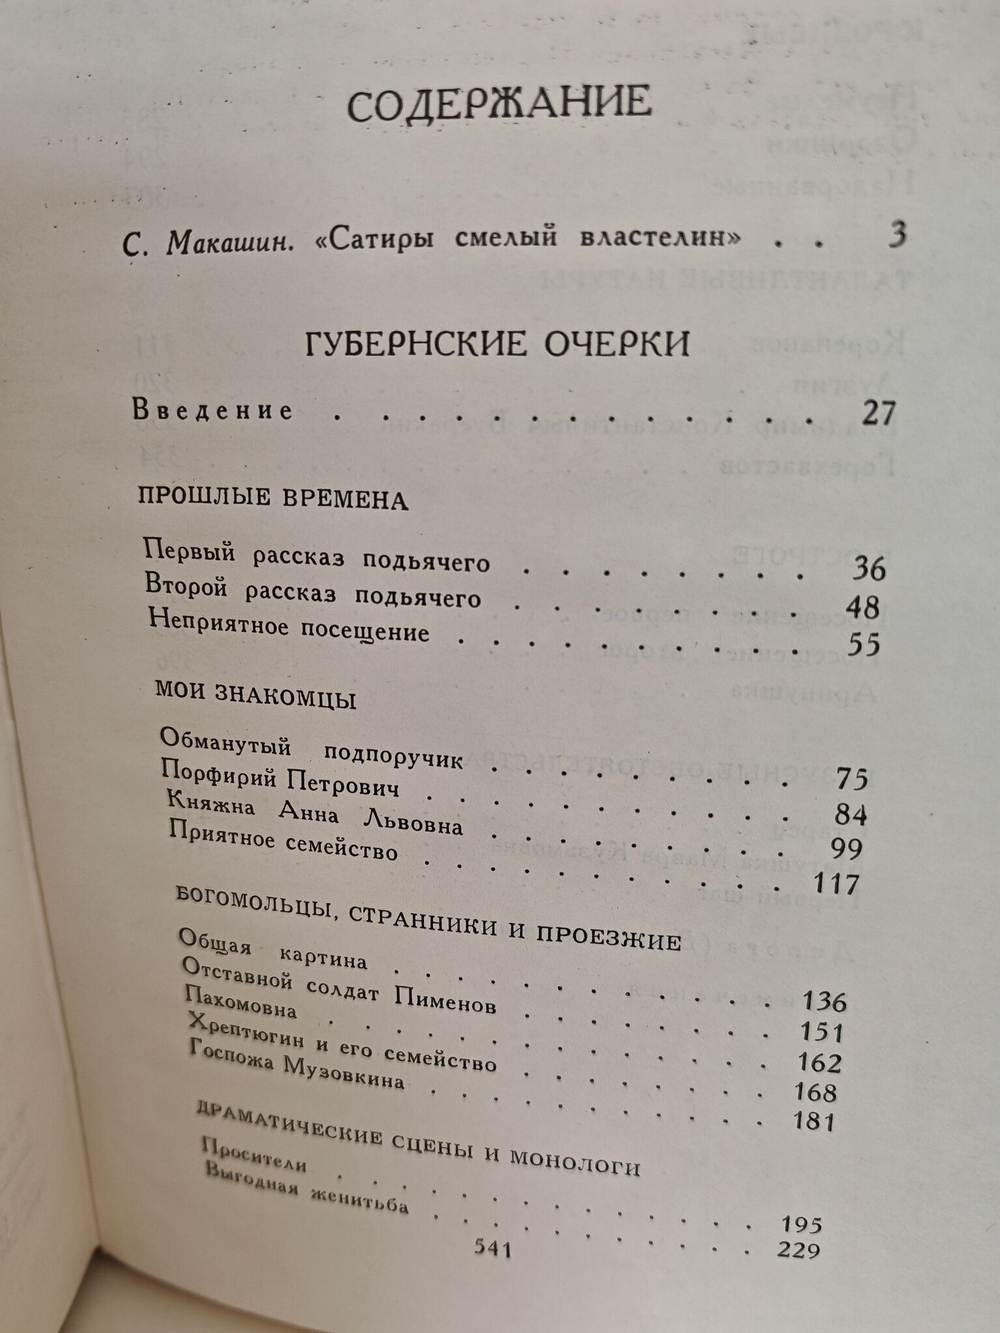 СОДЕРЖАНИЕ
С. Макашин. «Сатиры смелый властелин» . . 3
ГУБЕРНСКИЕ ОЧЕРКИ
Введение . . . . . . . . . . . . . 27
ПРОШЛЫЕ ВРЕМЕНА
Первый рассказ подьячего . . . . . . . . 36
Второй рассказ подьячего . . . . . . . . 48
Неприятное посещение . . . . . . . . . . 55
МОИ ЗНАКОМЦЫ
Обманутый подпоручик . . . . . . . . . 75
Порфирий Петрович . . . . . . . . . . . 84
Княжна Анна Львовна . . . . . . . . . 99
Приятное семейство . . . . . . . . . . . 117
БОГОМОЛЬЦЫ, СТРАННИКИ И ПРОЕЗЖИЕ
Общая картина . . . . . . . . . . . . 136
Отставной солдат Пименов . . . . . . . . 151
Пахомовна . . . . . . . . . . . . . . 162
Хрептюгин и его семейство . . . . . . . . 168
Госпожа Музовкина . . . . . . . . . . . 181
ДРАМАТИЧЕСКИЕ СЦЕНЫ И МОНОЛОГИ
Просители . . . . . . . . . . . . . . 195
Выгодная женитьба . . . . . . . . . . . 229
541